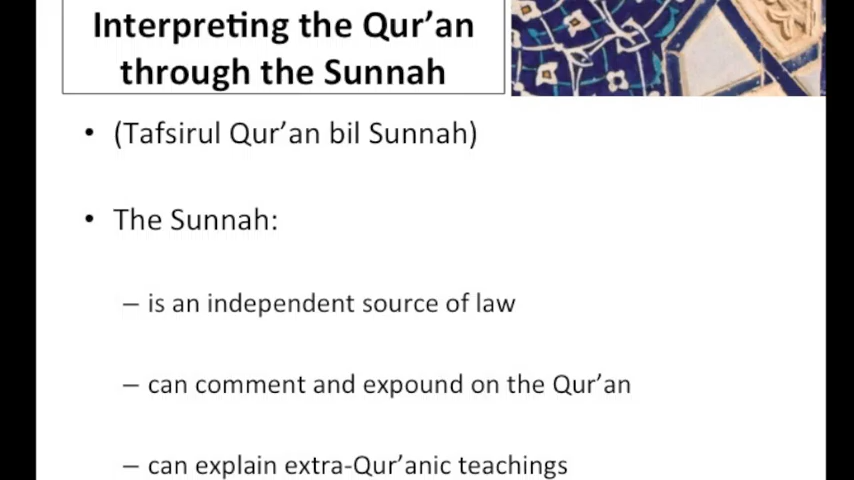 Interpreting the Qur’an
through the Sunnah
• (Tafsirul Qur’an bil Sunnah)
• The Sunnah:
– is an independent source of law
– can comment and expound on the Qur’an
– can explain extra-Qur’anic teachings